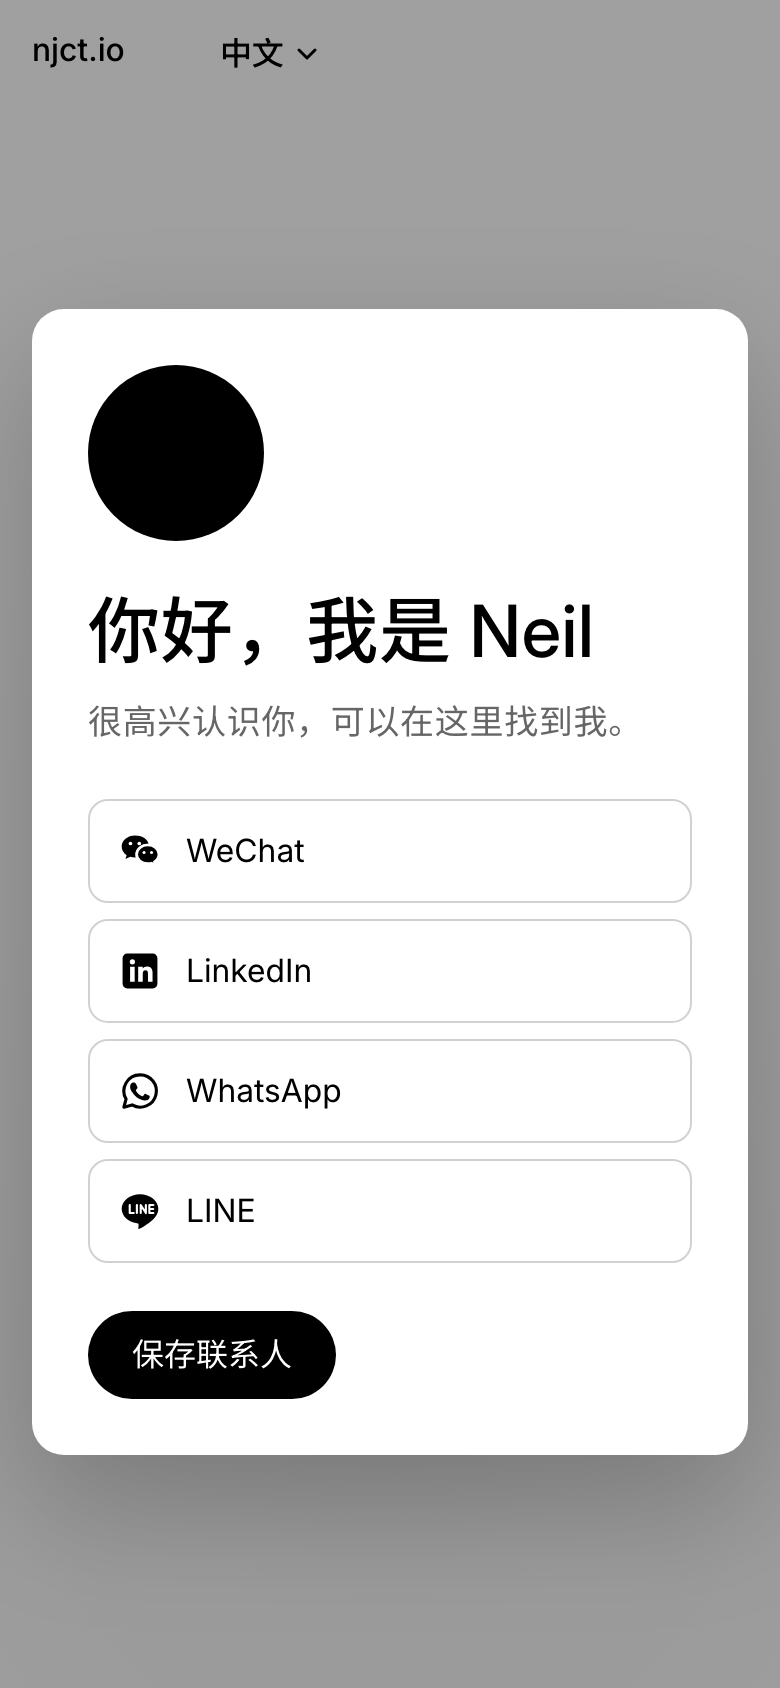 njct.io
中文
你好，我是 Neil
很高兴认识你，可以在这里找到我。
WeChat
LinkedIn
WhatsApp
LINE LINE
保存联系人